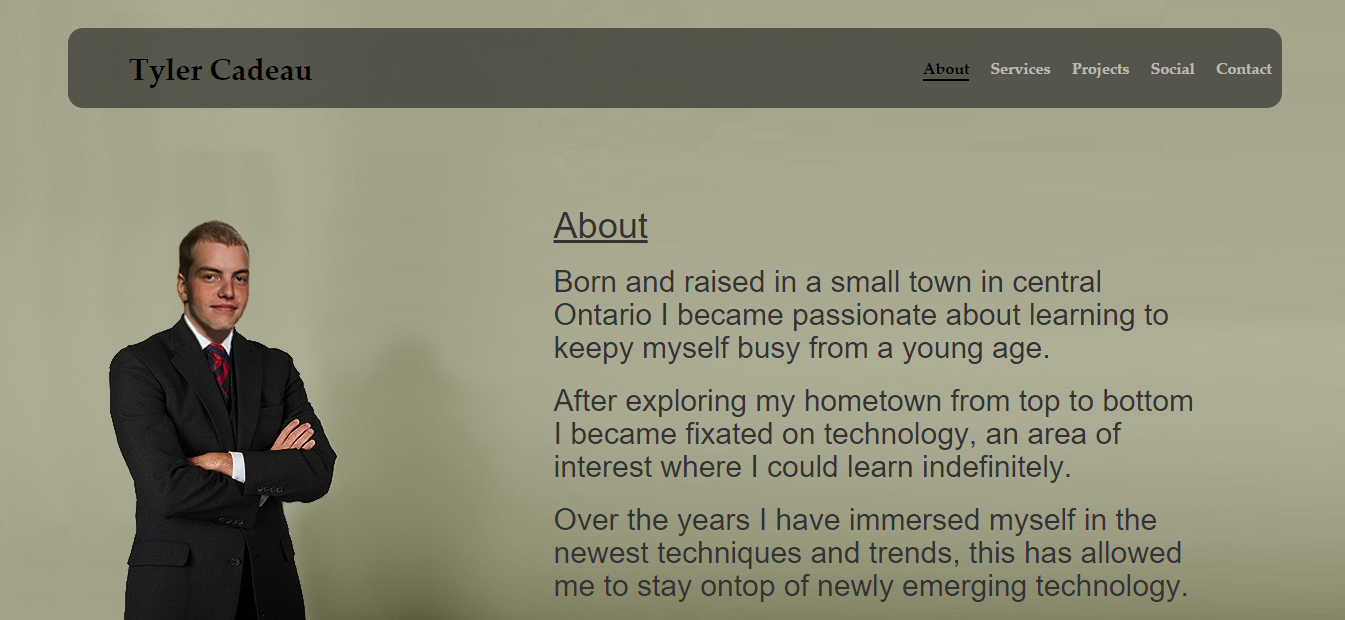 Tyler Cadeau
About Services Projects Social Contact
About
Born and raised in a small town in central
Ontario I became passionate about learning to
keepy myself busy from a young age.
After exploring my hometown from top to bottom
I became fixated on technology, an area of
interest where I could learn indefinitely.
Over the years I have immersed myself in the
newest techniques and trends, this has allowed
me to stay ontop of newly emerging technology.